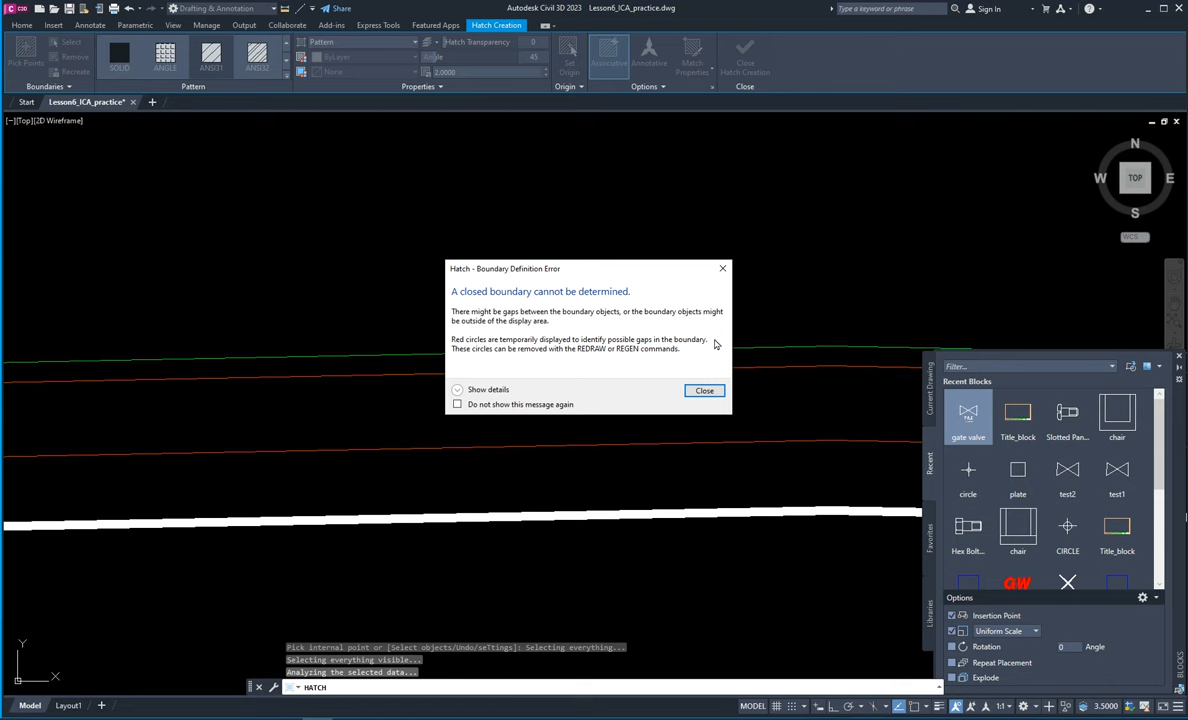 C3D
Drafting & Annotation
Share
Autodesk Civil 3D 2023 Lesson6_ICA_practice.dwg
Type a keyword or phrase
Sign In
Home Insert Annotate Parametric View Manage Output Collaborate Add-ins Express Tools Featured Apps Hatch Creation
Pick Points
Select
Remove
Recreate
SOLID ANGLE ANSI31 ANSI32
Pattern
ByLayer
None
Hatch Transparency 0
Angle 45
2.0000
Set
Origin
Associative
Annotative
Match
Properties
Close
Hatch Creation
Boundaries Pattern Properties Origin Options Close
Start Lesson6_ICA_practice*
[−][Top][2D Wireframe]
N
W TOP E
S
WCS
Hatch - Boundary Definition Error
A closed boundary cannot be determined.
There might be gaps between the boundary objects, or the boundary objects might
be outside of the display area.
Red circles are temporarily displayed to identify possible gaps in the boundary.
These circles can be removed with the REDRAW or REGEN commands.
Show details
Close
Do not show this message again
Filter...
Recent Blocks
Current Drawing
Recent
Favorites
Libraries
gate valve Title_block Slotted Pan... chair
circle plate test2 test1
Hex Bolt... chair CIRCLE Title_block
GW
Options
Insertion Point
Uniform Scale
Rotation 0 Angle
Repeat Placement
Explode
BLOCKS
Y
X
Pick internal point or [Select objects/Undo/seTtings]: Selecting everything...
Selecting everything visible...
Analyzing the selected data...
HATCH
Model Layout1
MODEL 1:1 3.5000